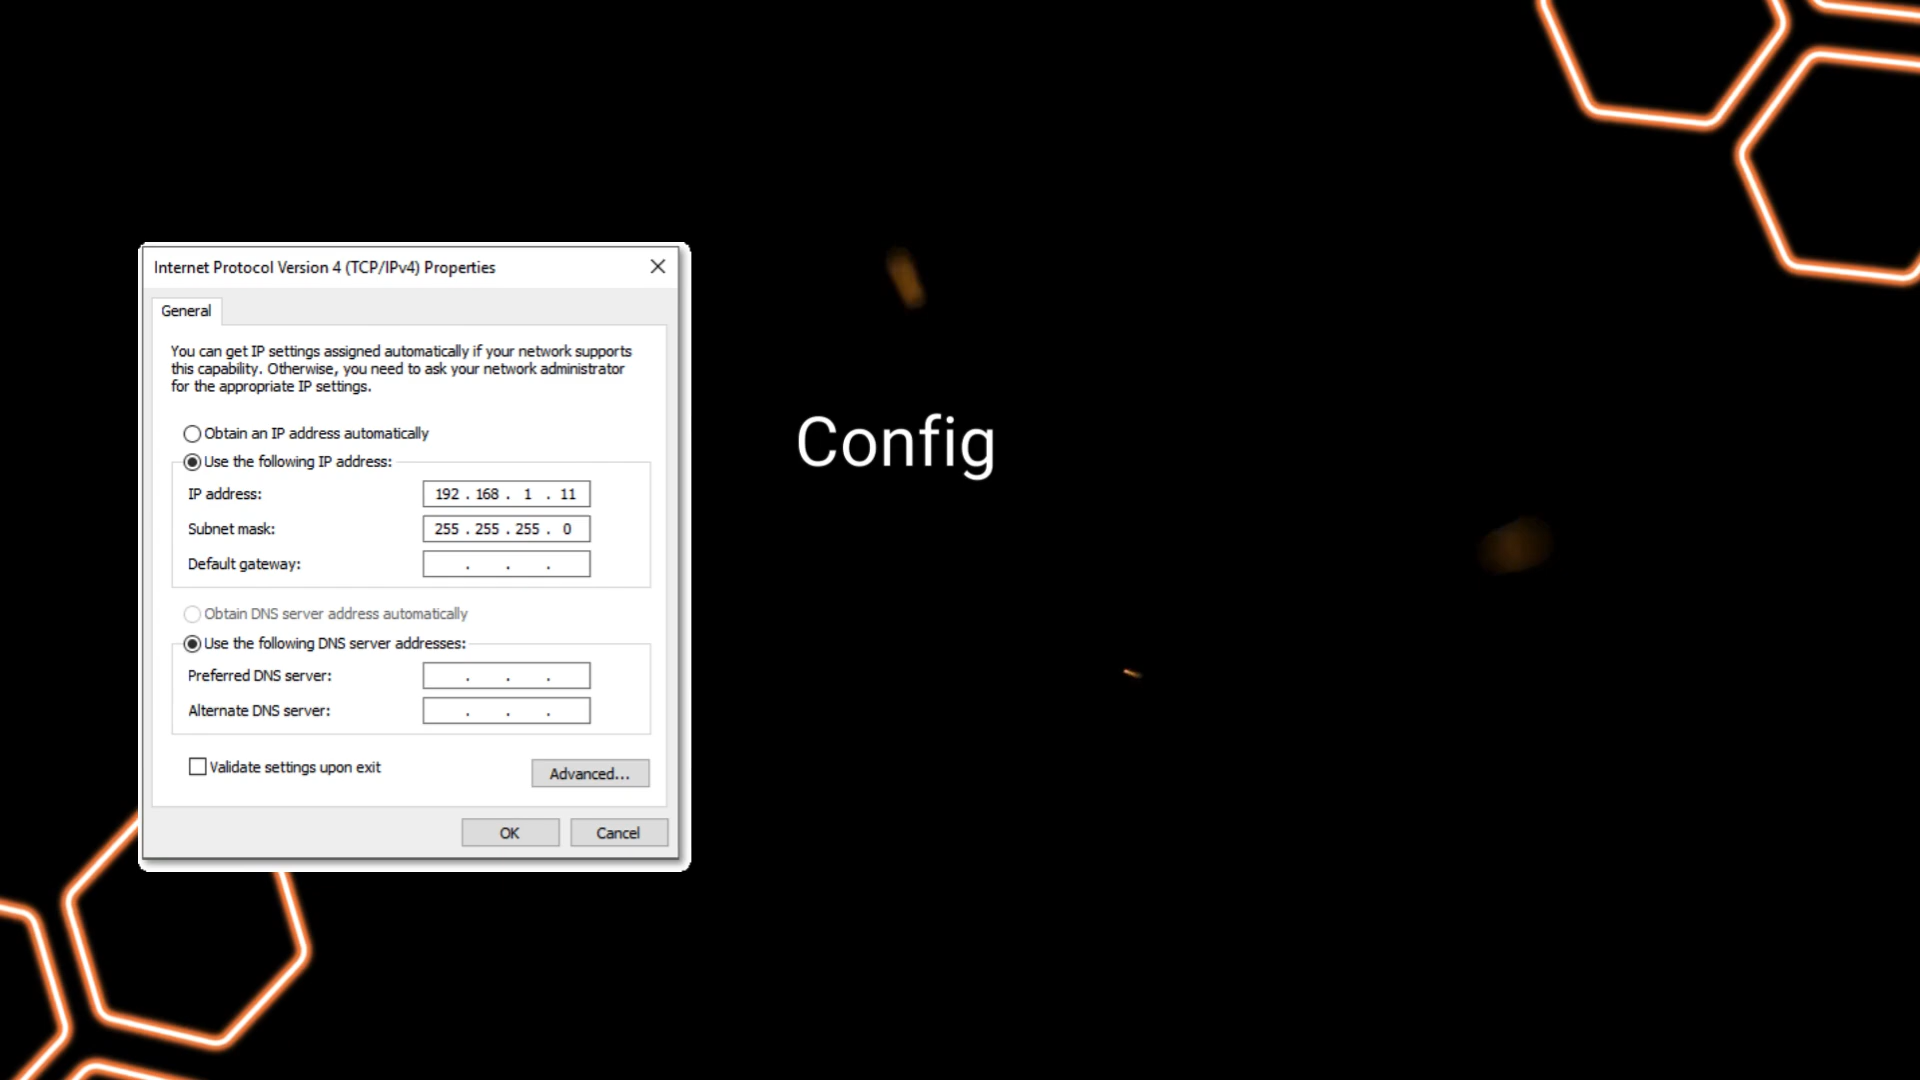 Internet Protocol Version 4 (TCP/IPv4) Properties
General
You can get IP settings assigned automatically if your network supports
this capability. Otherwise, you need to ask your network administrator
for the appropriate IP settings.
Obtain an IP address automatically
Use the following IP address:
IP address: 192 . 168 . 1 . 11
Subnet mask: 255 . 255 . 255 . 0
Default gateway: . . .
Obtain DNS server address automatically
Use the following DNS server addresses:
Preferred DNS server: . . .
Alternate DNS server: . . .
Validate settings upon exit
Advanced...
OK Cancel
Config